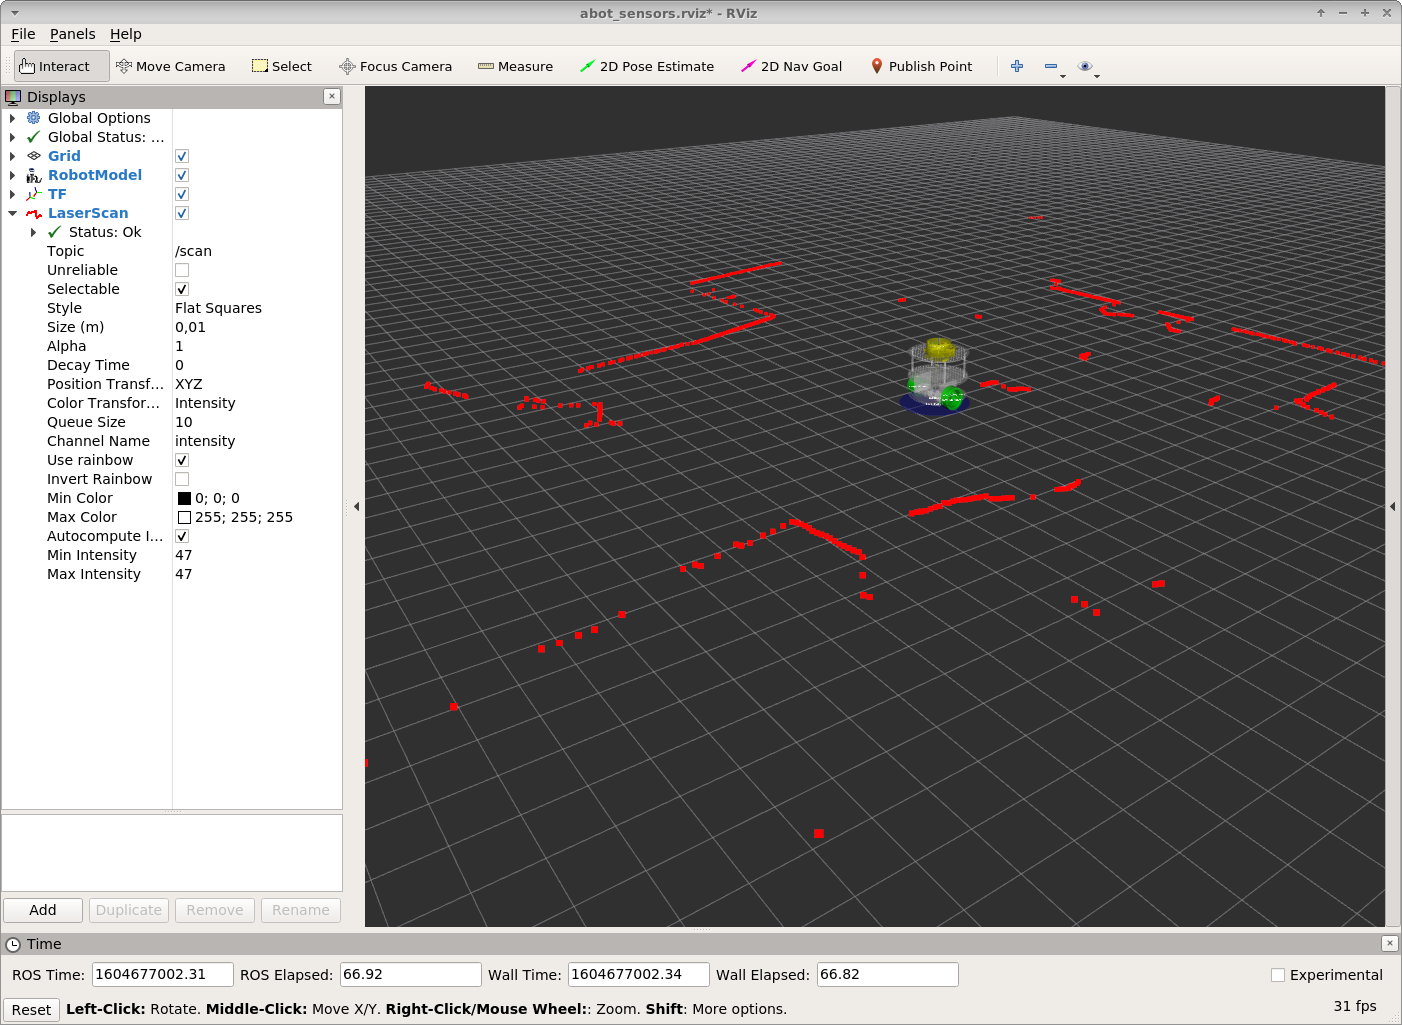 abot_sensors.rviz* - RViz
File Panels Help
Interact Move Camera Select Focus Camera Measure 2D Pose Estimate 2D Nav Goal Publish Point
Displays
Global Options
Global Status: ...
Grid
RobotModel
TF
LaserScan
Status: Ok
Topic /scan
Unreliable
Selectable
Style Flat Squares
Size (m) 0,01
Alpha 1
Decay Time 0
Position Transf... XYZ
Color Transfor... Intensity
Queue Size 10
Channel Name intensity
Use rainbow
Invert Rainbow
Min Color 0; 0; 0
Max Color 255; 255; 255
Autocompute I...
Min Intensity 47
Max Intensity 47
Add Duplicate Remove Rename
Time
ROS Time: 1604677002.31 ROS Elapsed: 66.92 Wall Time: 1604677002.34 Wall Elapsed: 66.82 Experimental
Reset Left-Click: Rotate. Middle-Click: Move X/Y. Right-Click/Mouse Wheel:: Zoom. Shift: More options. 31 fps